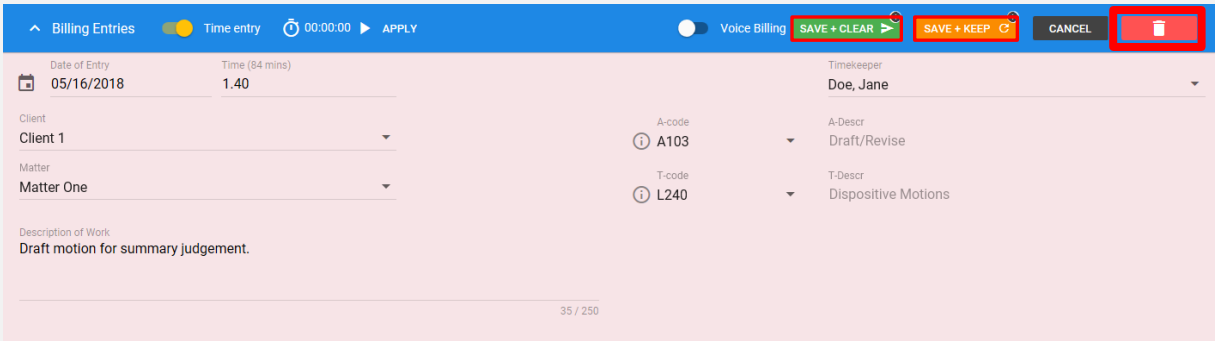 Billing Entries Time entry 00:00:00 APPLY Voice Billing SAVE + CLEAR SAVE + KEEP CANCEL
Date of Entry Time (84 mins) Timekeeper
05/16/2018 1.40 Doe, Jane
Client A-code A-Descr
Client 1 A103 Draft/Revise
Matter T-code T-Descr
Matter One L240 Dispositive Motions
Description of Work
Draft motion for summary judgement.
35 / 250